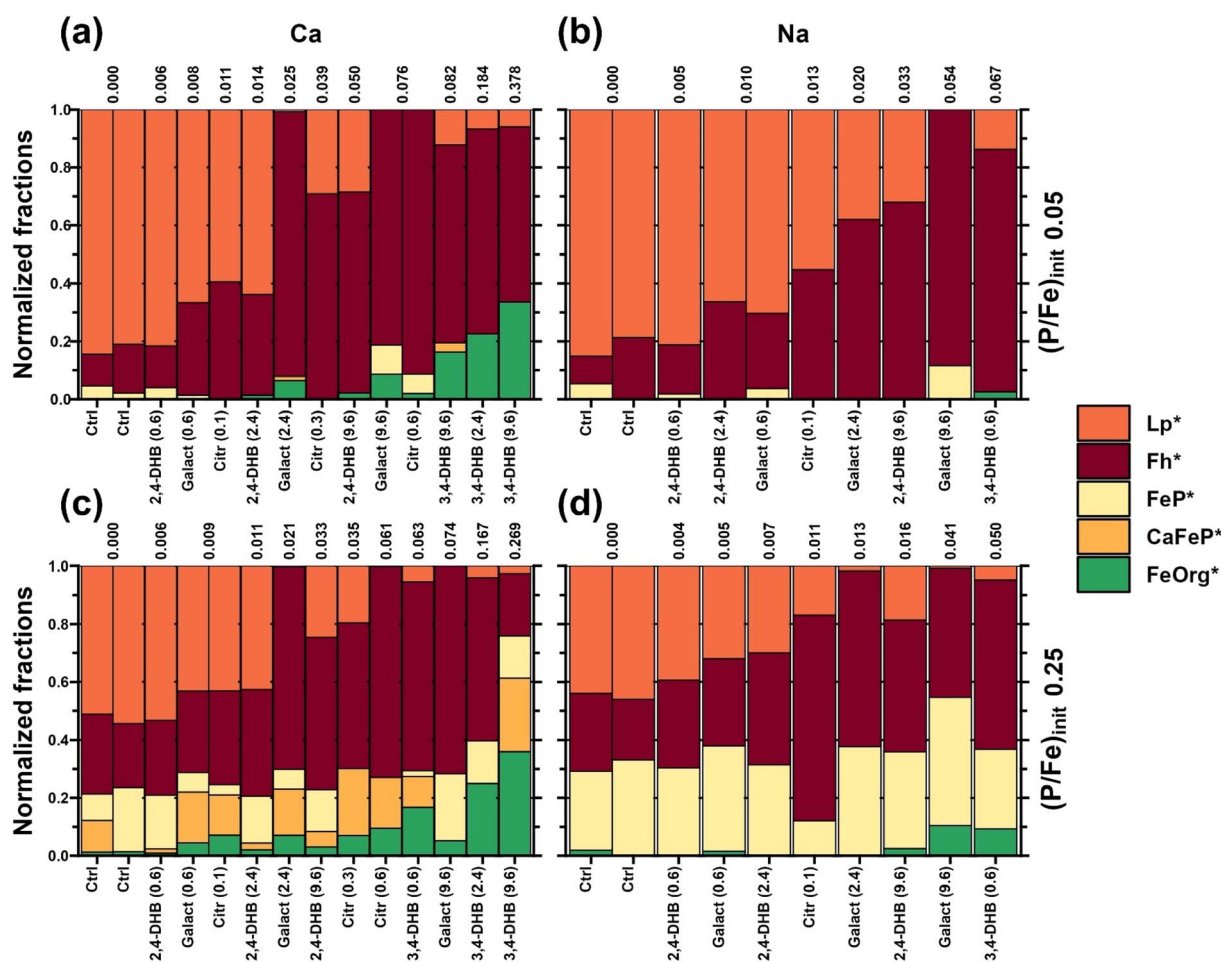 (a)
Ca
(b)
Na
0.000 0.006 0.008 0.011 0.014 0.025 0.039 0.050 0.076 0.082 0.184 0.378
0.000 0.005 0.010 0.013 0.020 0.033 0.054 0.067
Normalized fractions
1.0
0.8
0.6
0.4
0.2
0.0
(P/Fe)init 0.05
Ctrl
Ctrl
2,4-DHB (0.6)
Galact (0.6)
Citr (0.1)
2,4-DHB (2.4)
Galact (2.4)
Citr (0.3)
2,4-DHB (9.6)
Galact (9.6)
Citr (0.6)
3,4-DHB (0.6)
3,4-DHB (2.4)
3,4-DHB (9.6)
Ctrl
Ctrl
2,4-DHB (0.6)
2,4-DHB (2.4)
Galact (0.6)
Citr (0.1)
Galact (2.4)
2,4-DHB (9.6)
Galact (9.6)
3,4-DHB (0.6)
Lp*
Fh*
FeP*
CaFeP*
FeOrg*
(c)
(d)
0.000 0.006 0.009 0.011 0.021 0.033 0.035 0.061 0.063 0.074 0.167 0.269
0.000 0.004 0.005 0.007 0.011 0.013 0.016 0.041 0.050
Normalized fractions
1.0
0.8
0.6
0.4
0.2
0.0
(P/Fe)init 0.25
Ctrl
Ctrl
2,4-DHB (0.6)
Galact (0.6)
Citr (0.1)
2,4-DHB (2.4)
Galact (2.4)
2,4-DHB (9.6)
Citr (0.3)
Citr (0.6)
3,4-DHB (0.6)
Galact (9.6)
3,4-DHB (2.4)
3,4-DHB (9.6)
Ctrl
Ctrl
2,4-DHB (0.6)
Galact (0.6)
2,4-DHB (2.4)
Citr (0.1)
Galact (2.4)
2,4-DHB (9.6)
Galact (9.6)
3,4-DHB (0.6)